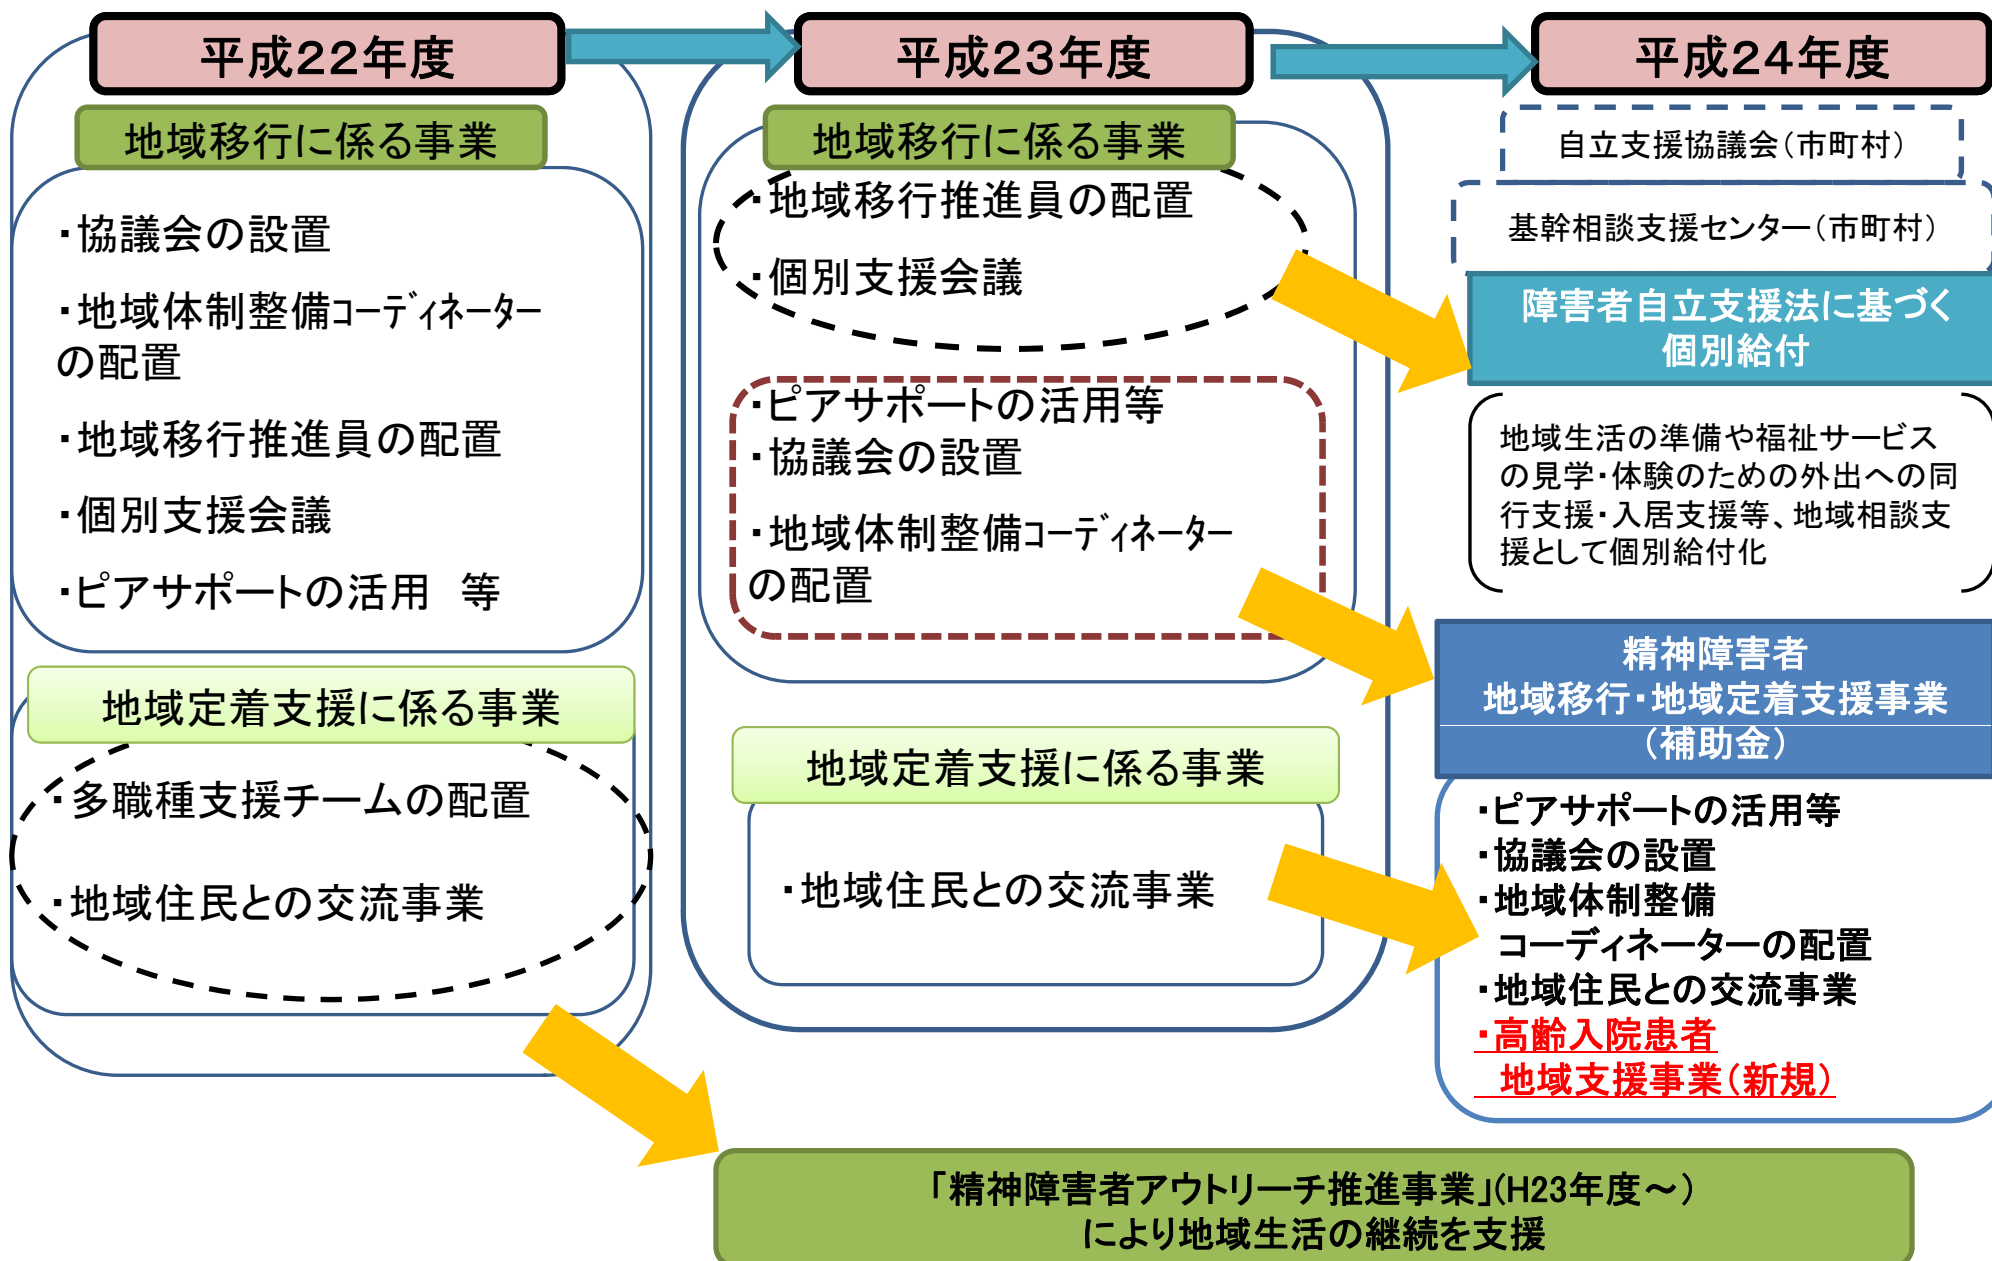 平成２２年度
地域移行に係る事業
・協議会の設置
・地域体制整備ｺｰﾃﾞｨﾈｰﾀｰ
の配置
・地域移行推進員の配置
・個別支援会議
・ピアサポートの活用　等
地域定着支援に係る事業
・多職種支援チームの配置
・地域住民との交流事業
平成２３年度
地域移行に係る事業
・地域移行推進員の配置
・個別支援会議
・ピアサポートの活用等
・協議会の設置
・地域体制整備ｺｰﾃﾞｨﾈｰﾀｰ
の配置
地域定着支援に係る事業
・地域住民との交流事業
平成２４年度
自立支援協議会（市町村）
基幹相談支援センター（市町村）
障害者自立支援法に基づく
個別給付
地域生活の準備や福祉サービス
の見学・体験のための外出への同
行支援・入居支援等、地域相談支
援として個別給付化
精神障害者
地域移行・地域定着支援事業
（補助金）
・ピアサポートの活用等
・協議会の設置
・地域体制整備
コーディネーターの配置
・地域住民との交流事業
・高齢入院患者
地域支援事業（新規）
「精神障害者アウトリーチ推進事業」（H23年度～）
により地域生活の継続を支援